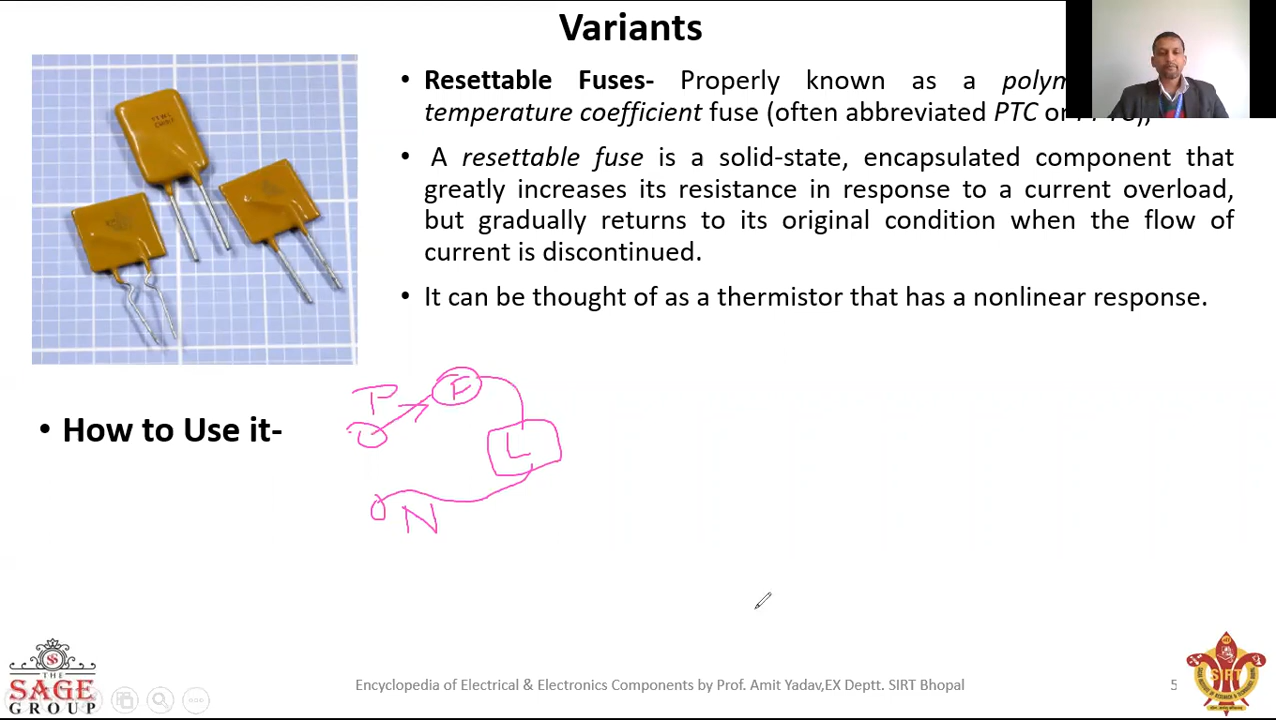 Variants
• Resettable Fuses- Properly known as a
temperature coefficient fuse (often abbreviated PTC or
• A resettable fuse is a solid-state, encapsulated component that
greatly increases its resistance in response to a current overload,
but gradually returns to its original condition when the flow of
current is discontinued.
• It can be thought of as a thermistor that has a nonlinear response.
• How to Use it-
P
F
L
N
THE
SAGE
GROUP
Encyclopedia of Electrical & Electronics Components by Prof. Amit Yadav,EX Deptt. SIRT Bhopal
5
SIRT